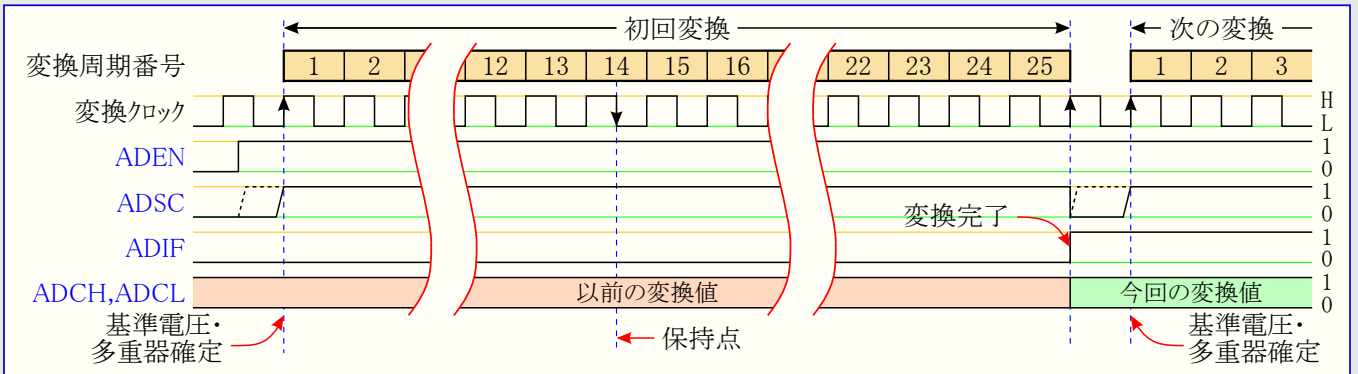 初回変換
次の変換
変換周期番号
1 2 12 13 14 15 16 22 23 24 25 1 2 3
変換クロック
H
L
ADEN
1
0
ADSC
1
0
変換完了
ADIF
1
0
ADCH,ADCL
以前の変換値
今回の変換値
1
0
基準電圧・
多重器確定
保持点
基準電圧・
多重器確定